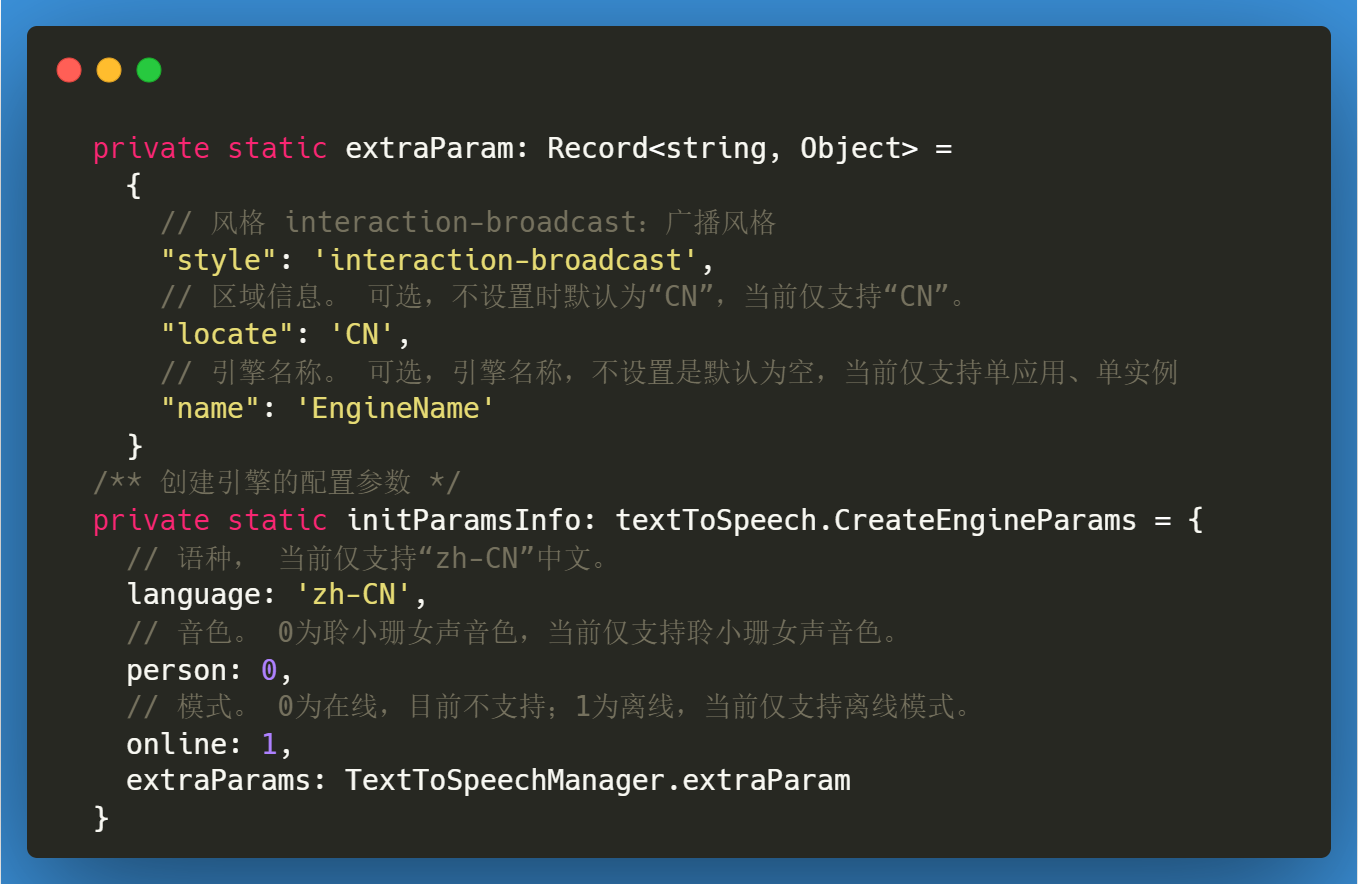 private static extraParam: Record<string, Object> =
{
// 风格 interaction-broadcast：广播风格
"style": 'interaction-broadcast',
// 区域信息。 可选，不设置时默认为“CN”，当前仅支持“CN”。
"locate": 'CN',
// 引擎名称。 可选，引擎名称，不设置是默认为空，当前仅支持单应用、单实例
"name": 'EngineName'
}
/** 创建引擎的配置参数 */
private static initParamsInfo: textToSpeech.CreateEngineParams = {
// 语种， 当前仅支持“zh-CN”中文。
language: 'zh-CN',
// 音色。 0为聆小珊女声音色，当前仅支持聆小珊女声音色。
person: 0,
// 模式。 0为在线，目前不支持；1为离线，当前仅支持离线模式。
online: 1,
extraParams: TextToSpeechManager.extraParam
}